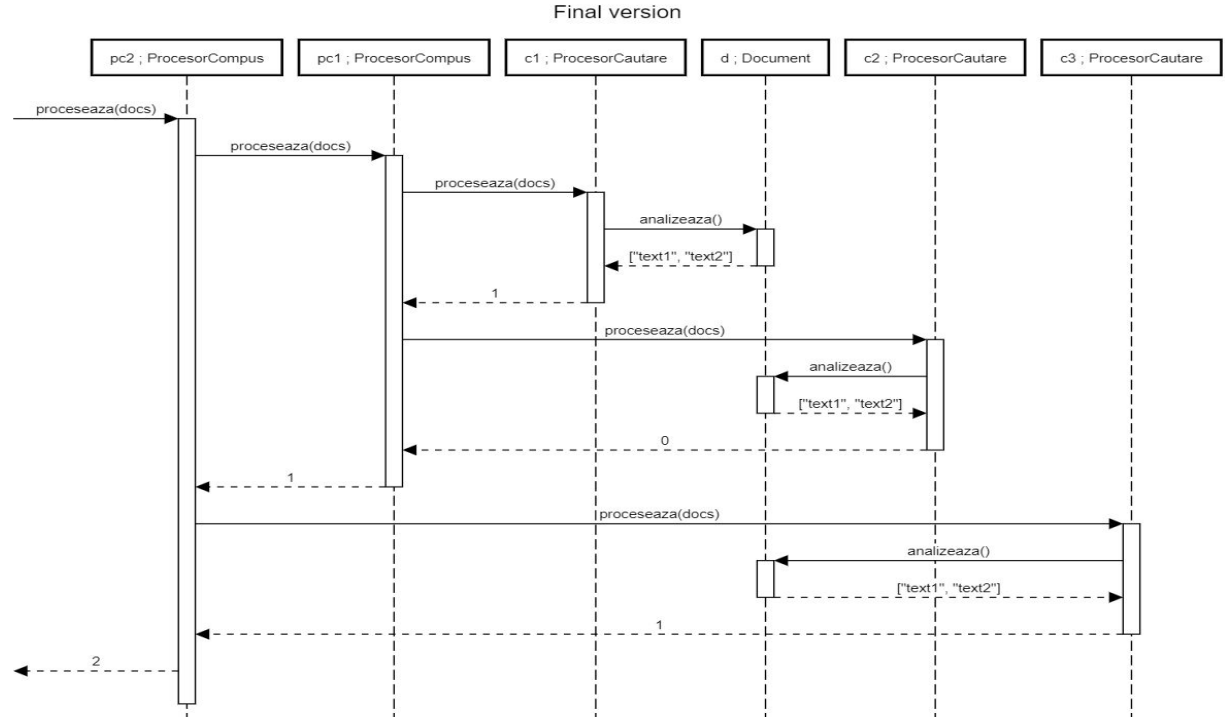 Final version
pc2 ; ProcesorCompus
pc1 ; ProcesorCompus
c1 ; ProcesorCautare
d ; Document
c2 ; ProcesorCautare
c3 ; ProcesorCautare
proceseaza(docs)
proceseaza(docs)
proceseaza(docs)
analizeaza()
["text1", "text2"]
1
proceseaza(docs)
analizeaza()
["text1", "text2"]
0
1
proceseaza(docs)
analizeaza()
["text1", "text2"]
1
2